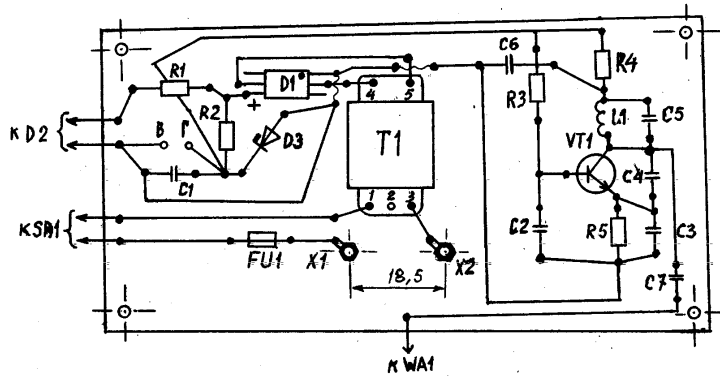 C6
R1
D1
R4
4
5
R3
+
R2
L1
C5
К D2
В
Г
D3
T1
VT1
C4
C1
1
2
3
C2
R5
C3
К SA1
FU1
X1
X2
C7
18,5
К WA1